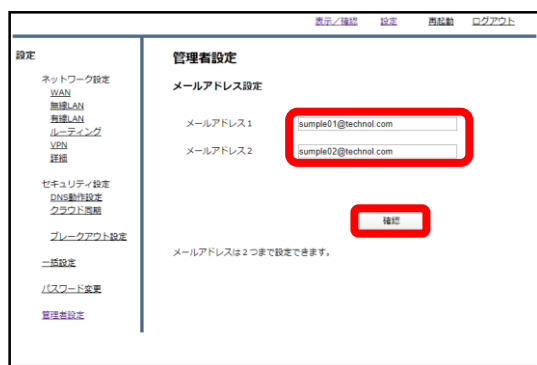 表示／確認 設定 再起動 ログアウト
設定
ネットワーク設定
WAN
無線LAN
有線LAN
ルーティング
VPN
詳細
セキュリティ設定
DNS動作設定
クラウド同期
ブレークアウト設定
一括設定
パスワード変更
管理者設定
管理者設定
メールアドレス設定
メールアドレス1 sumple01@technol.com
メールアドレス2 sumple02@technol.com
確認
メールアドレスは2つまで設定できます。